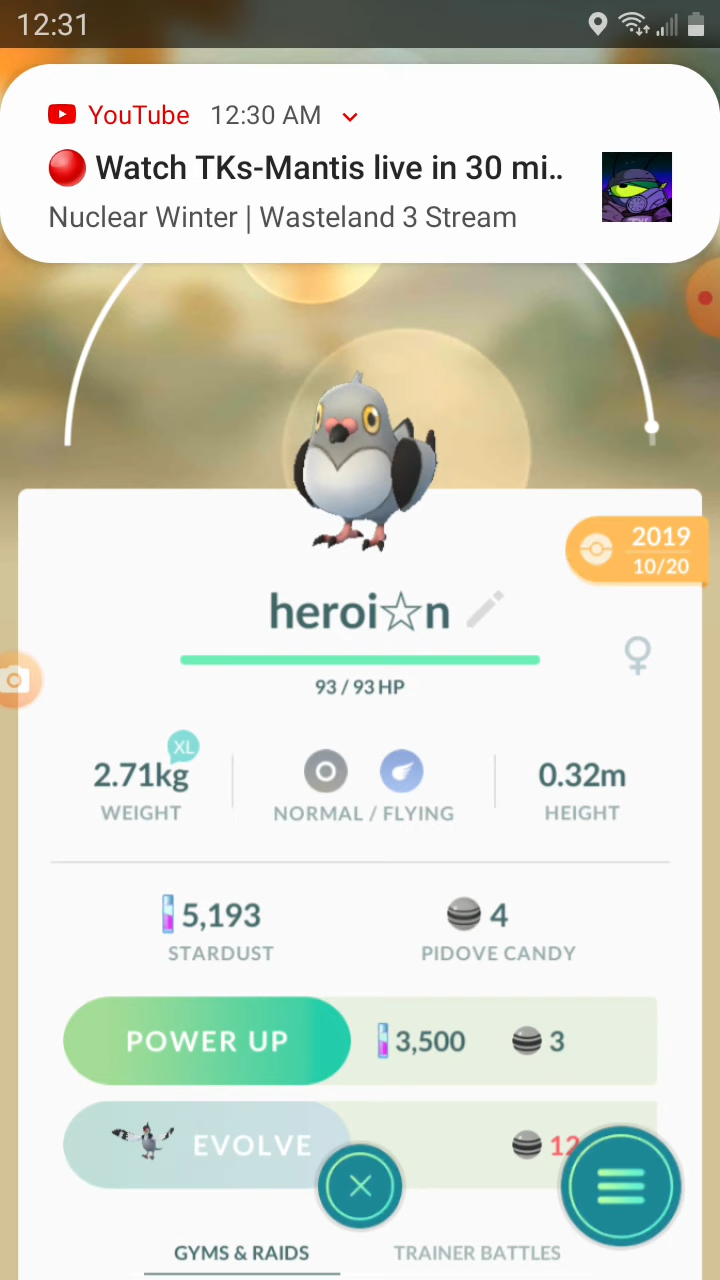 12:31
YouTube 12:30 AM
Watch TKs-Mantis live in 30 mi..
Nuclear Winter | Wasteland 3 Stream
2019
10/20
heroi☆n
93 / 93 HP
XL
2.71kg
WEIGHT
NORMAL / FLYING
0.32m
HEIGHT
5,193
STARDUST
4
PIDOVE CANDY
POWER UP 3,500 3
EVOLVE 12
GYMS & RAIDS TRAINER BATTLES